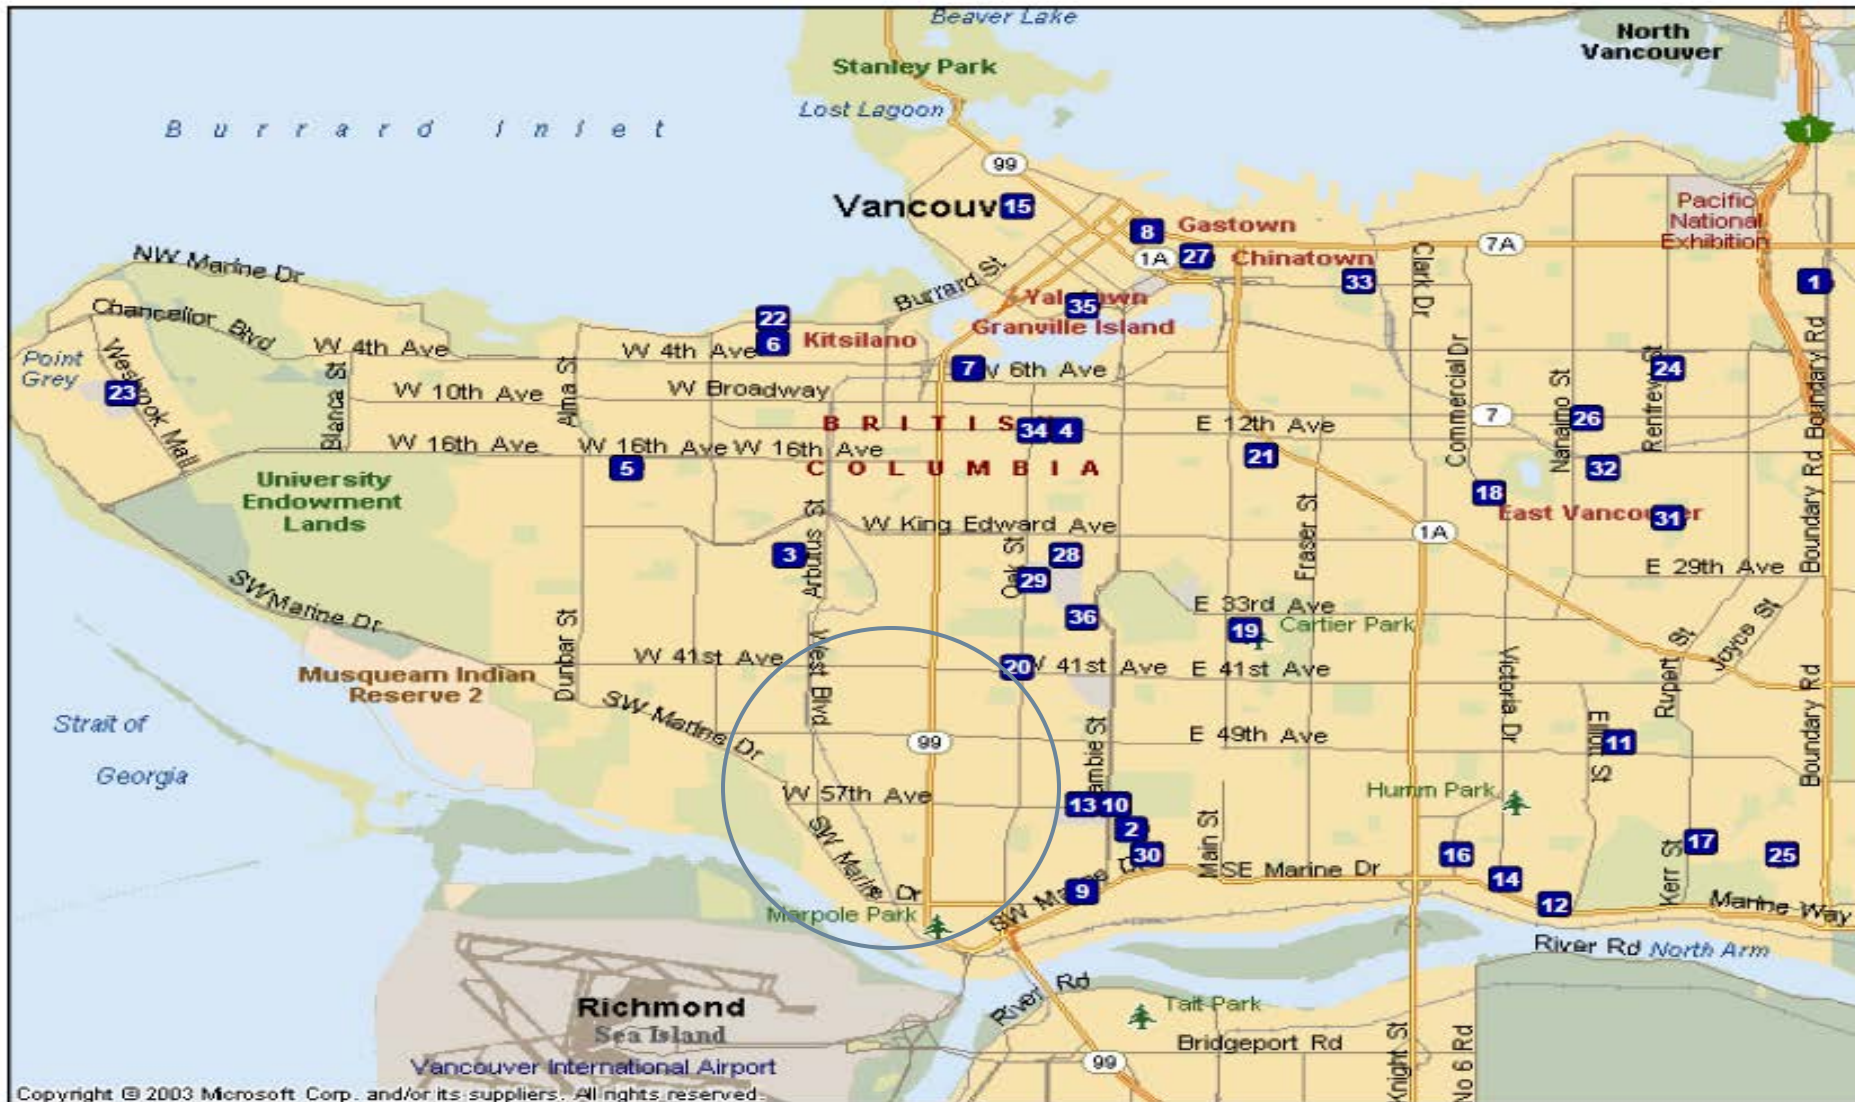 Beaver Lake
North
Vancouver
Stanley Park
Lost Lagoon
Burrard Inlet
1
99
Vancouv
15
Pacific
National
Exhibition
8
Gastown
7A
1A
27
Chinatown
33
Clark Dr
1
NW Marine Dr
Burrard St
Chancellor Blvd
35
Granville Island
22
6
Kitsilano
W 4th Ave
W 4th Ave
Point
Grey
23
Wesbrook Mall
Blanca St
Alma St
7
W 6th Ave
W 10th Ave
W Broadway
Commercial Dr
Nanaimo St
Renfrew St
24
Boundary Rd
Boundary Rd
7
26
BRITIS
34
4
E 12th Ave
W 16th Ave
W 16th Ave
W 16th Ave
5
COLUMBIA
21
32
University
Endowment
Lands
18
East Vancouver
31
Arbutus St
W King Edward Ave
Fraser St
1A
3
Oak St
28
29
E 29th Ave
SW Marine Dr
36
E 33rd Ave
19
Cartier Park
Joyce St
Dunbar St
West Blvd
W 41st Ave
20
W 41st Ave
E 41st Ave
Victoria Dr
Rupert St
Boundary Rd
Musqueam Indian
Reserve 2
SW Marine Dr
Strait of
Georgia
99
Cambie St
E 49th Ave
Elliott St
11
W 57th Ave
13
10
Humm Park
2
30
Main St
16
17
25
SW Marine Dr
SE Marine Dr
14
Kerr St
9
SW Marine Dr
12
Marine Way
Marpole Park
River Rd
North Arm
Richmond
Sea Island
River Rd
Tait Park
Bridgeport Rd
Vancouver International Airport
99
Knight St
No 6 Rd
Copyright © 2003 Microsoft Corp. and/or its suppliers. All rights reserved.